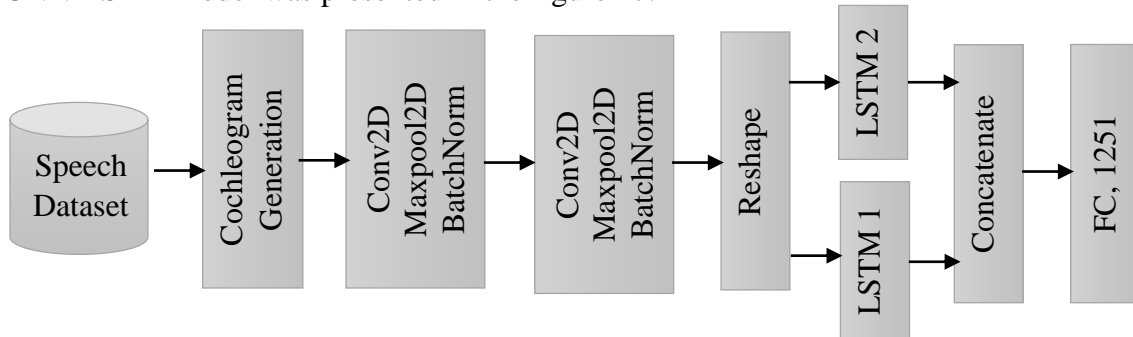 Speech
Dataset
Cochleogram
Generation
Conv2D
Maxpool2D
BatchNorm
Conv2D
Maxpool2D
BatchNorm
Reshape
LSTM 2
LSTM 1
Concatenate
FC, 1251